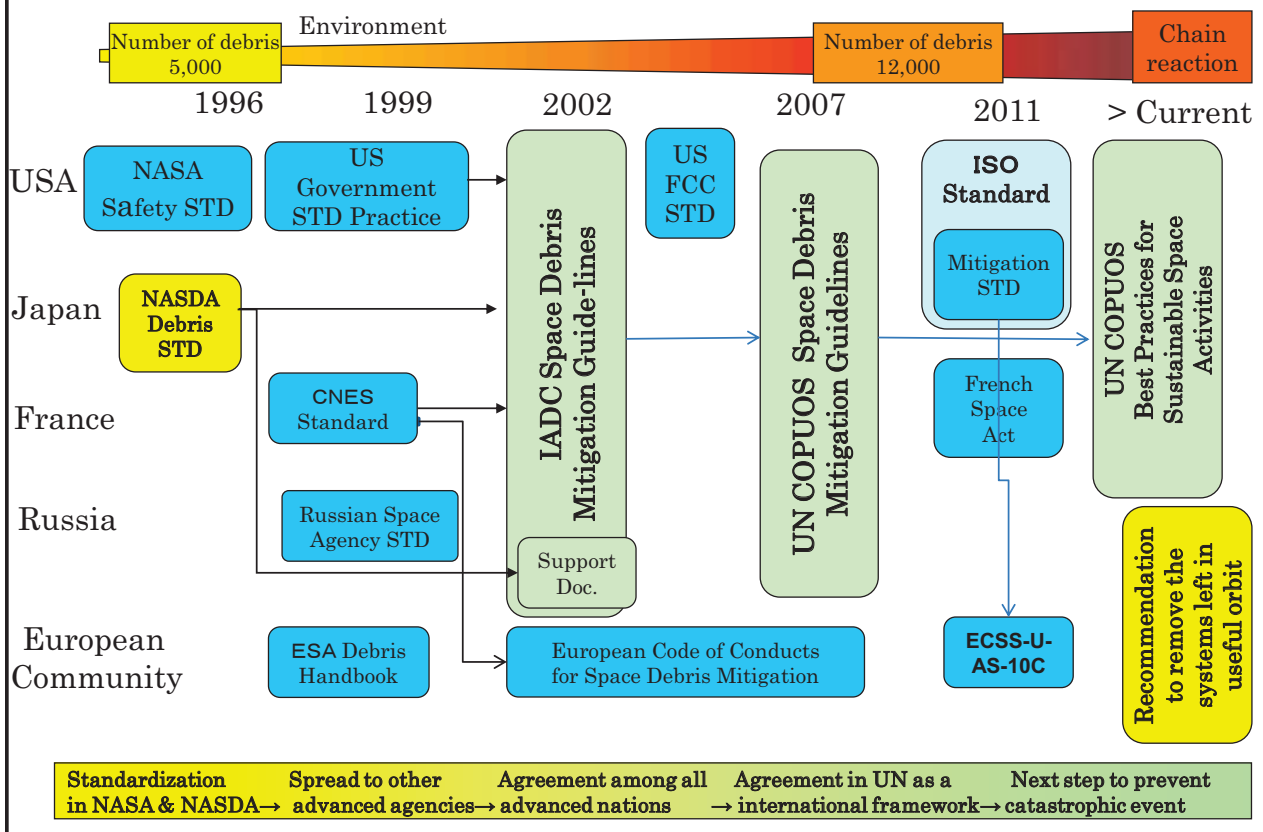 Environment
Number of debris
5,000
Number of debris
12,000
Chain
reaction
1996
1999
2002
2007
2011
> Current
USA
NASA
Safety STD
US
Government
STD Practice
US
FCC
STD
ISO
Standard
Mitigation
STD
Japan
NASDA
Debris
STD
IADC Space Debris
Mitigation Guide-lines
UN COPUOS Space Debris
Mitigation Guidelines
UN COPUOS
Best Practices for
Sustainable Space
Activities
France
CNES
Standard
French
Space
Act
Russia
Russian Space
Agency STD
Support
Doc.
European
Community
ESA Debris
Handbook
European Code of Conducts
for Space Debris Mitigation
ECSS-U-
AS-10C
Recommendation
to remove the
systems left in
useful orbit
Standardization
in NASA & NASDA→
Spread to other
advanced agencies→
Agreement among all
advanced nations
Agreement in UN as a
→ international framework→
Next step to prevent
catastrophic event